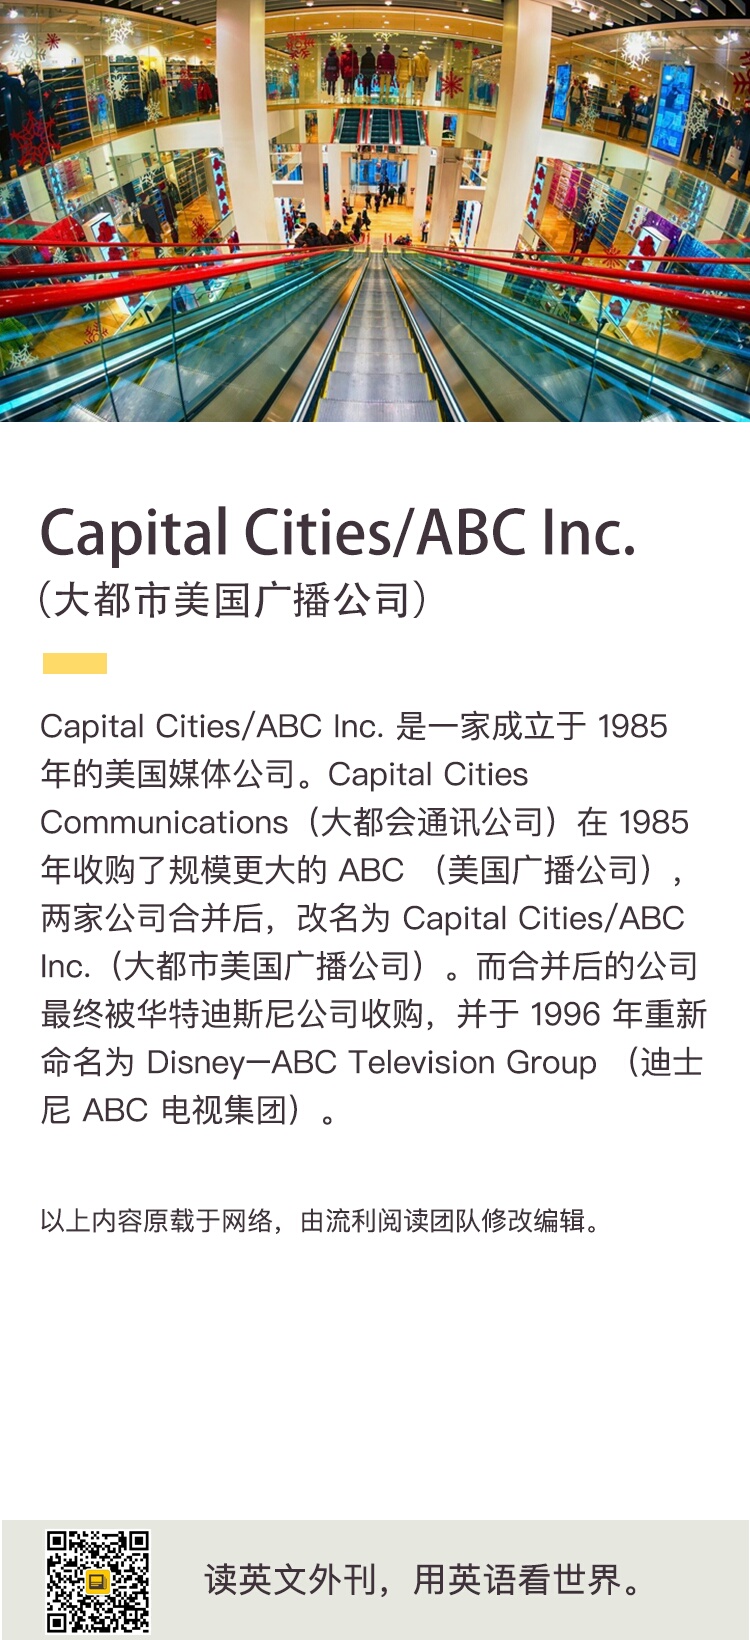 Capital Cities/ABC Inc.
（大都市美国广播公司）
Capital Cities/ABC Inc. 是一家成立于 1985
年的美国媒体公司。Capital Cities
Communications（大都会通讯公司）在 1985
年收购了规模更大的 ABC （美国广播公司），
两家公司合并后，改名为 Capital Cities/ABC
Inc.（大都市美国广播公司）。而合并后的公司
最终被华特迪斯尼公司收购，并于 1996 年重新
命名为 Disney—ABC Television Group （迪士
尼 ABC 电视集团）。
以上内容原载于网络，由流利阅读团队修改编辑。
读英文外刊，用英语看世界。